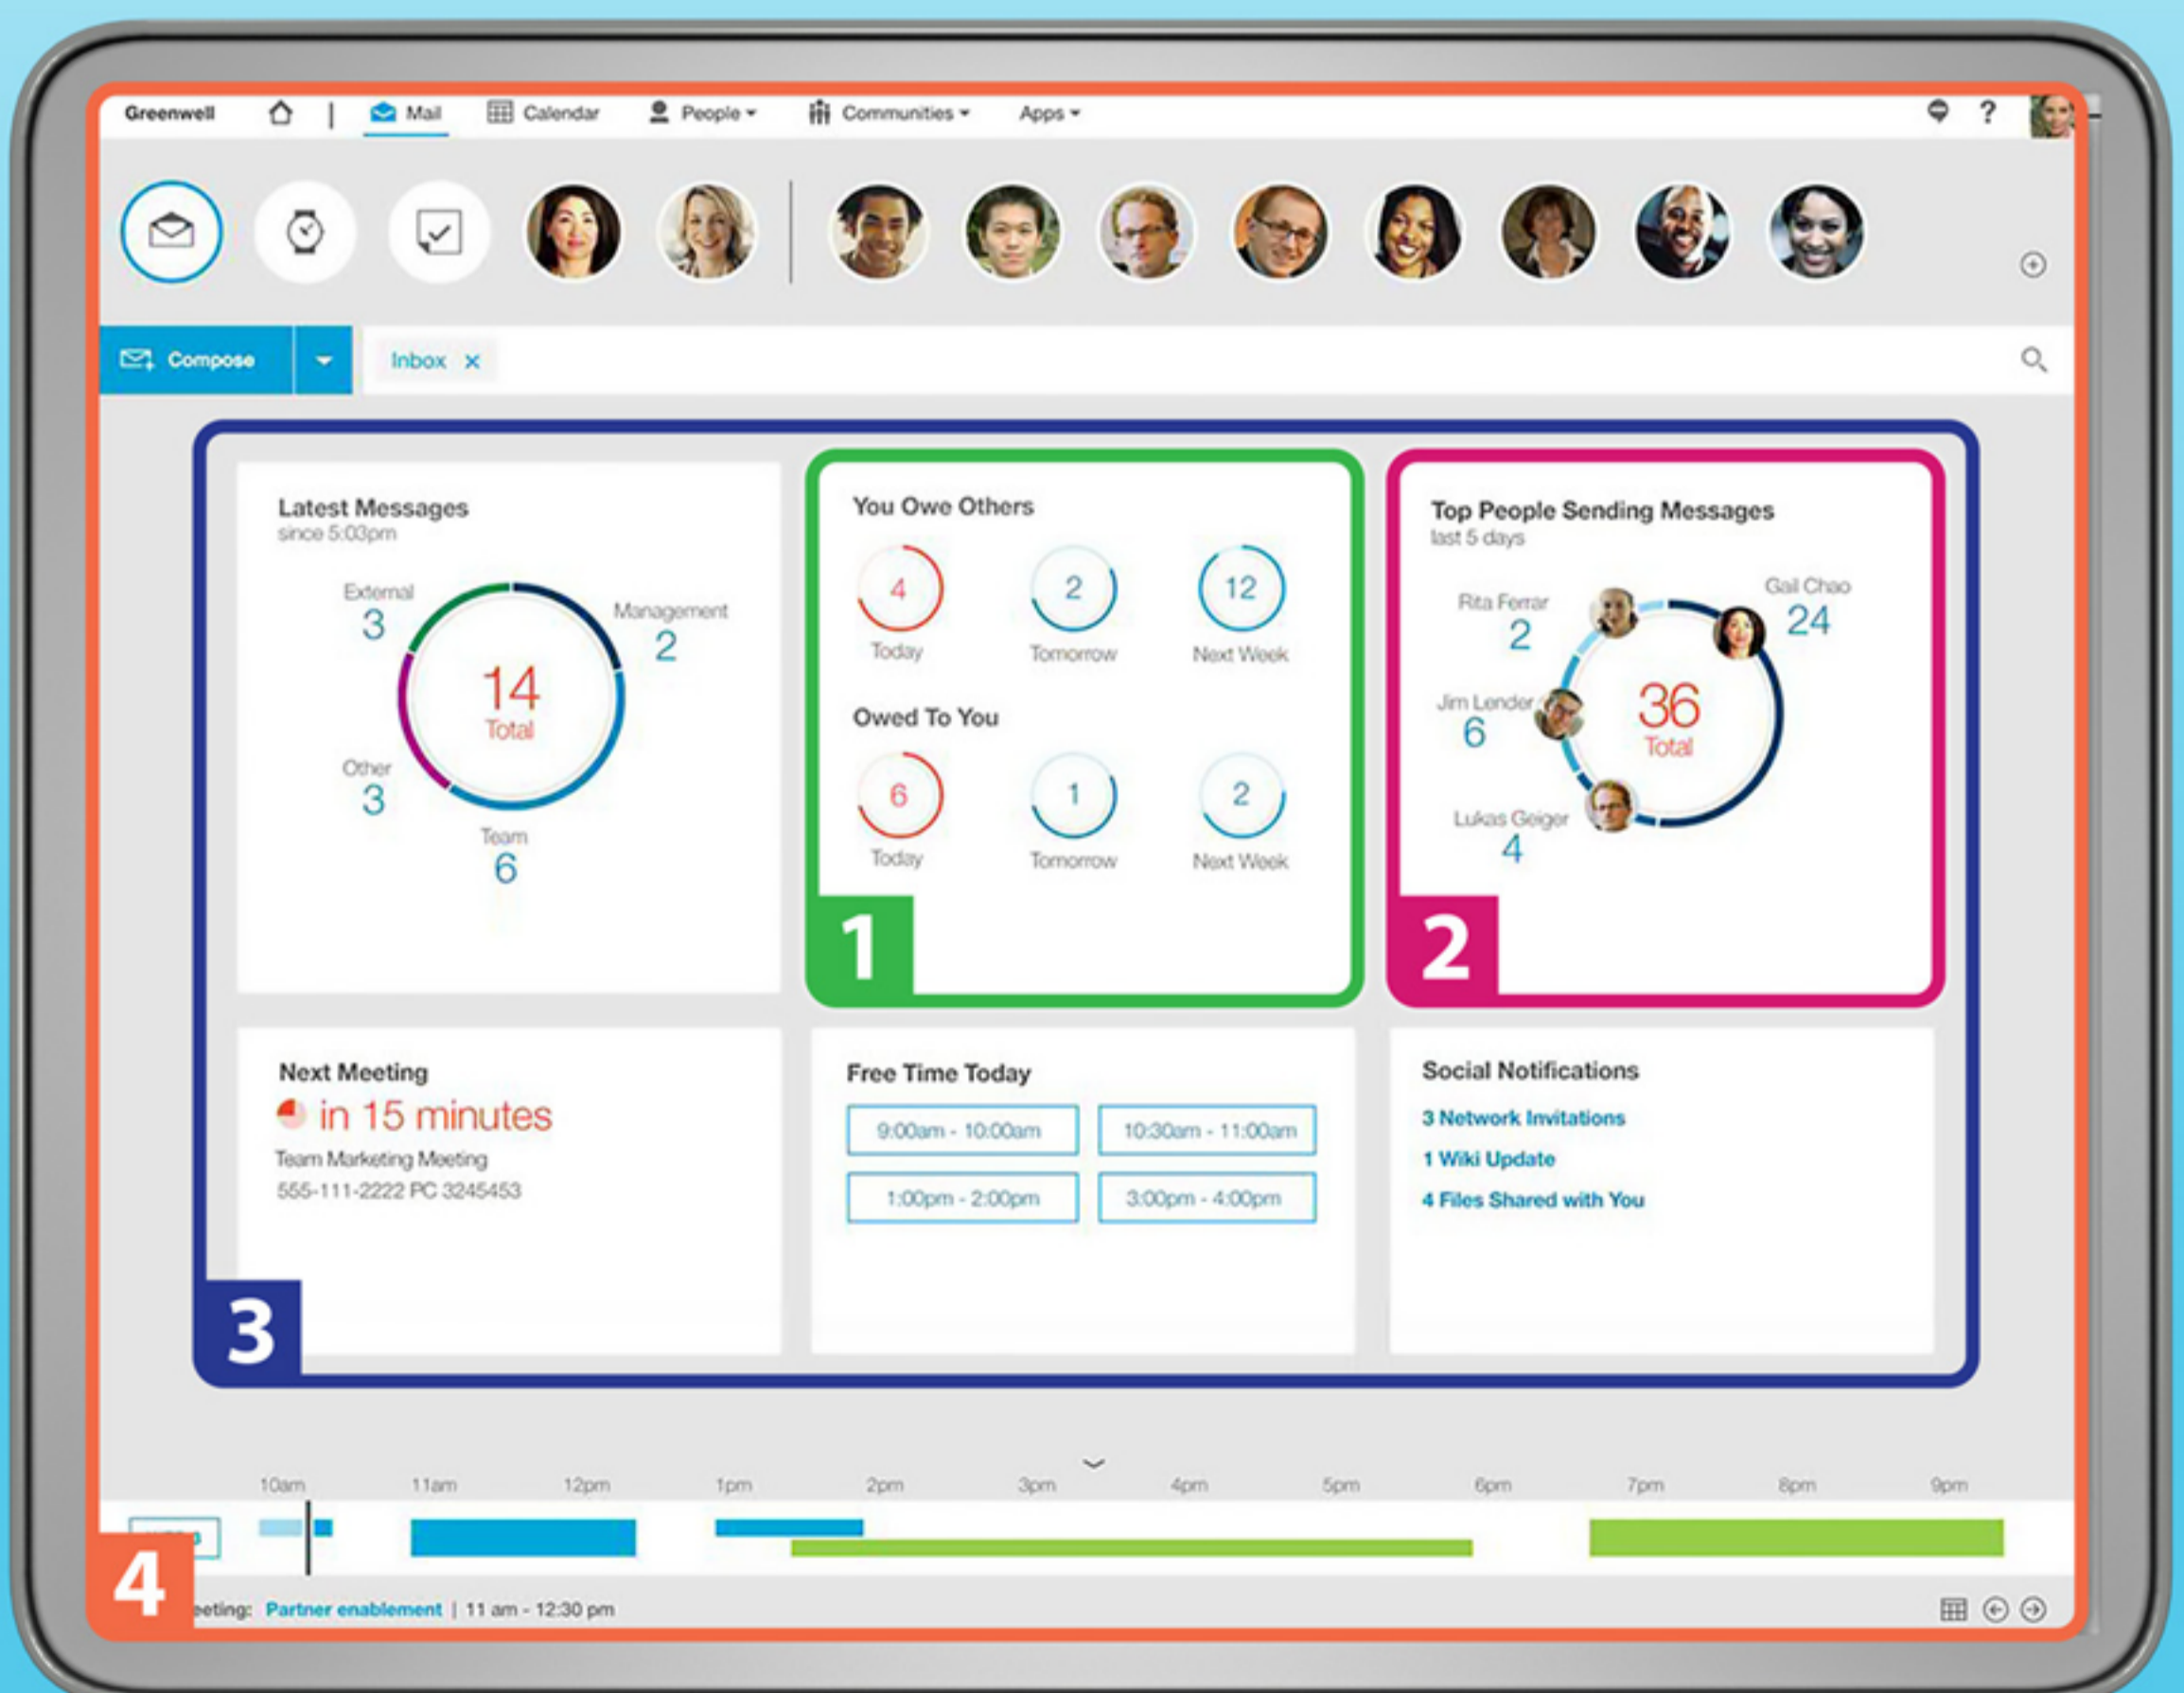 Greenwell Mail Calendar People Communities Apps ?
Compose Inbox
Latest Messages
since 5:03pm
External
3
Management
2
14
Total
Other
3
Team
6
You Owe Others
4 2 12
Today Tomorrow Next Week
Owed To You
6 1 2
Today Tomorrow Next Week
1
Top People Sending Messages
last 5 days
Rita Ferrar
2
Gail Chao
24
Jim Lender
6
36
Total
Lukas Geiger
4
2
Next Meeting
in 15 minutes
Team Marketing Meeting
555-111-2222 PC 3245453
Free Time Today
9:00am - 10:00am 10:30am - 11:00am
1:00pm - 2:00pm 3:00pm - 4:00pm
Social Notifications
3 Network Invitations
1 Wiki Update
4 Files Shared with You
3
10am 11am 12pm 1pm 2pm 3pm 4pm 5pm 6pm 7pm 8pm 9pm
4
eeting: Partner enablement | 11 am - 12:30 pm